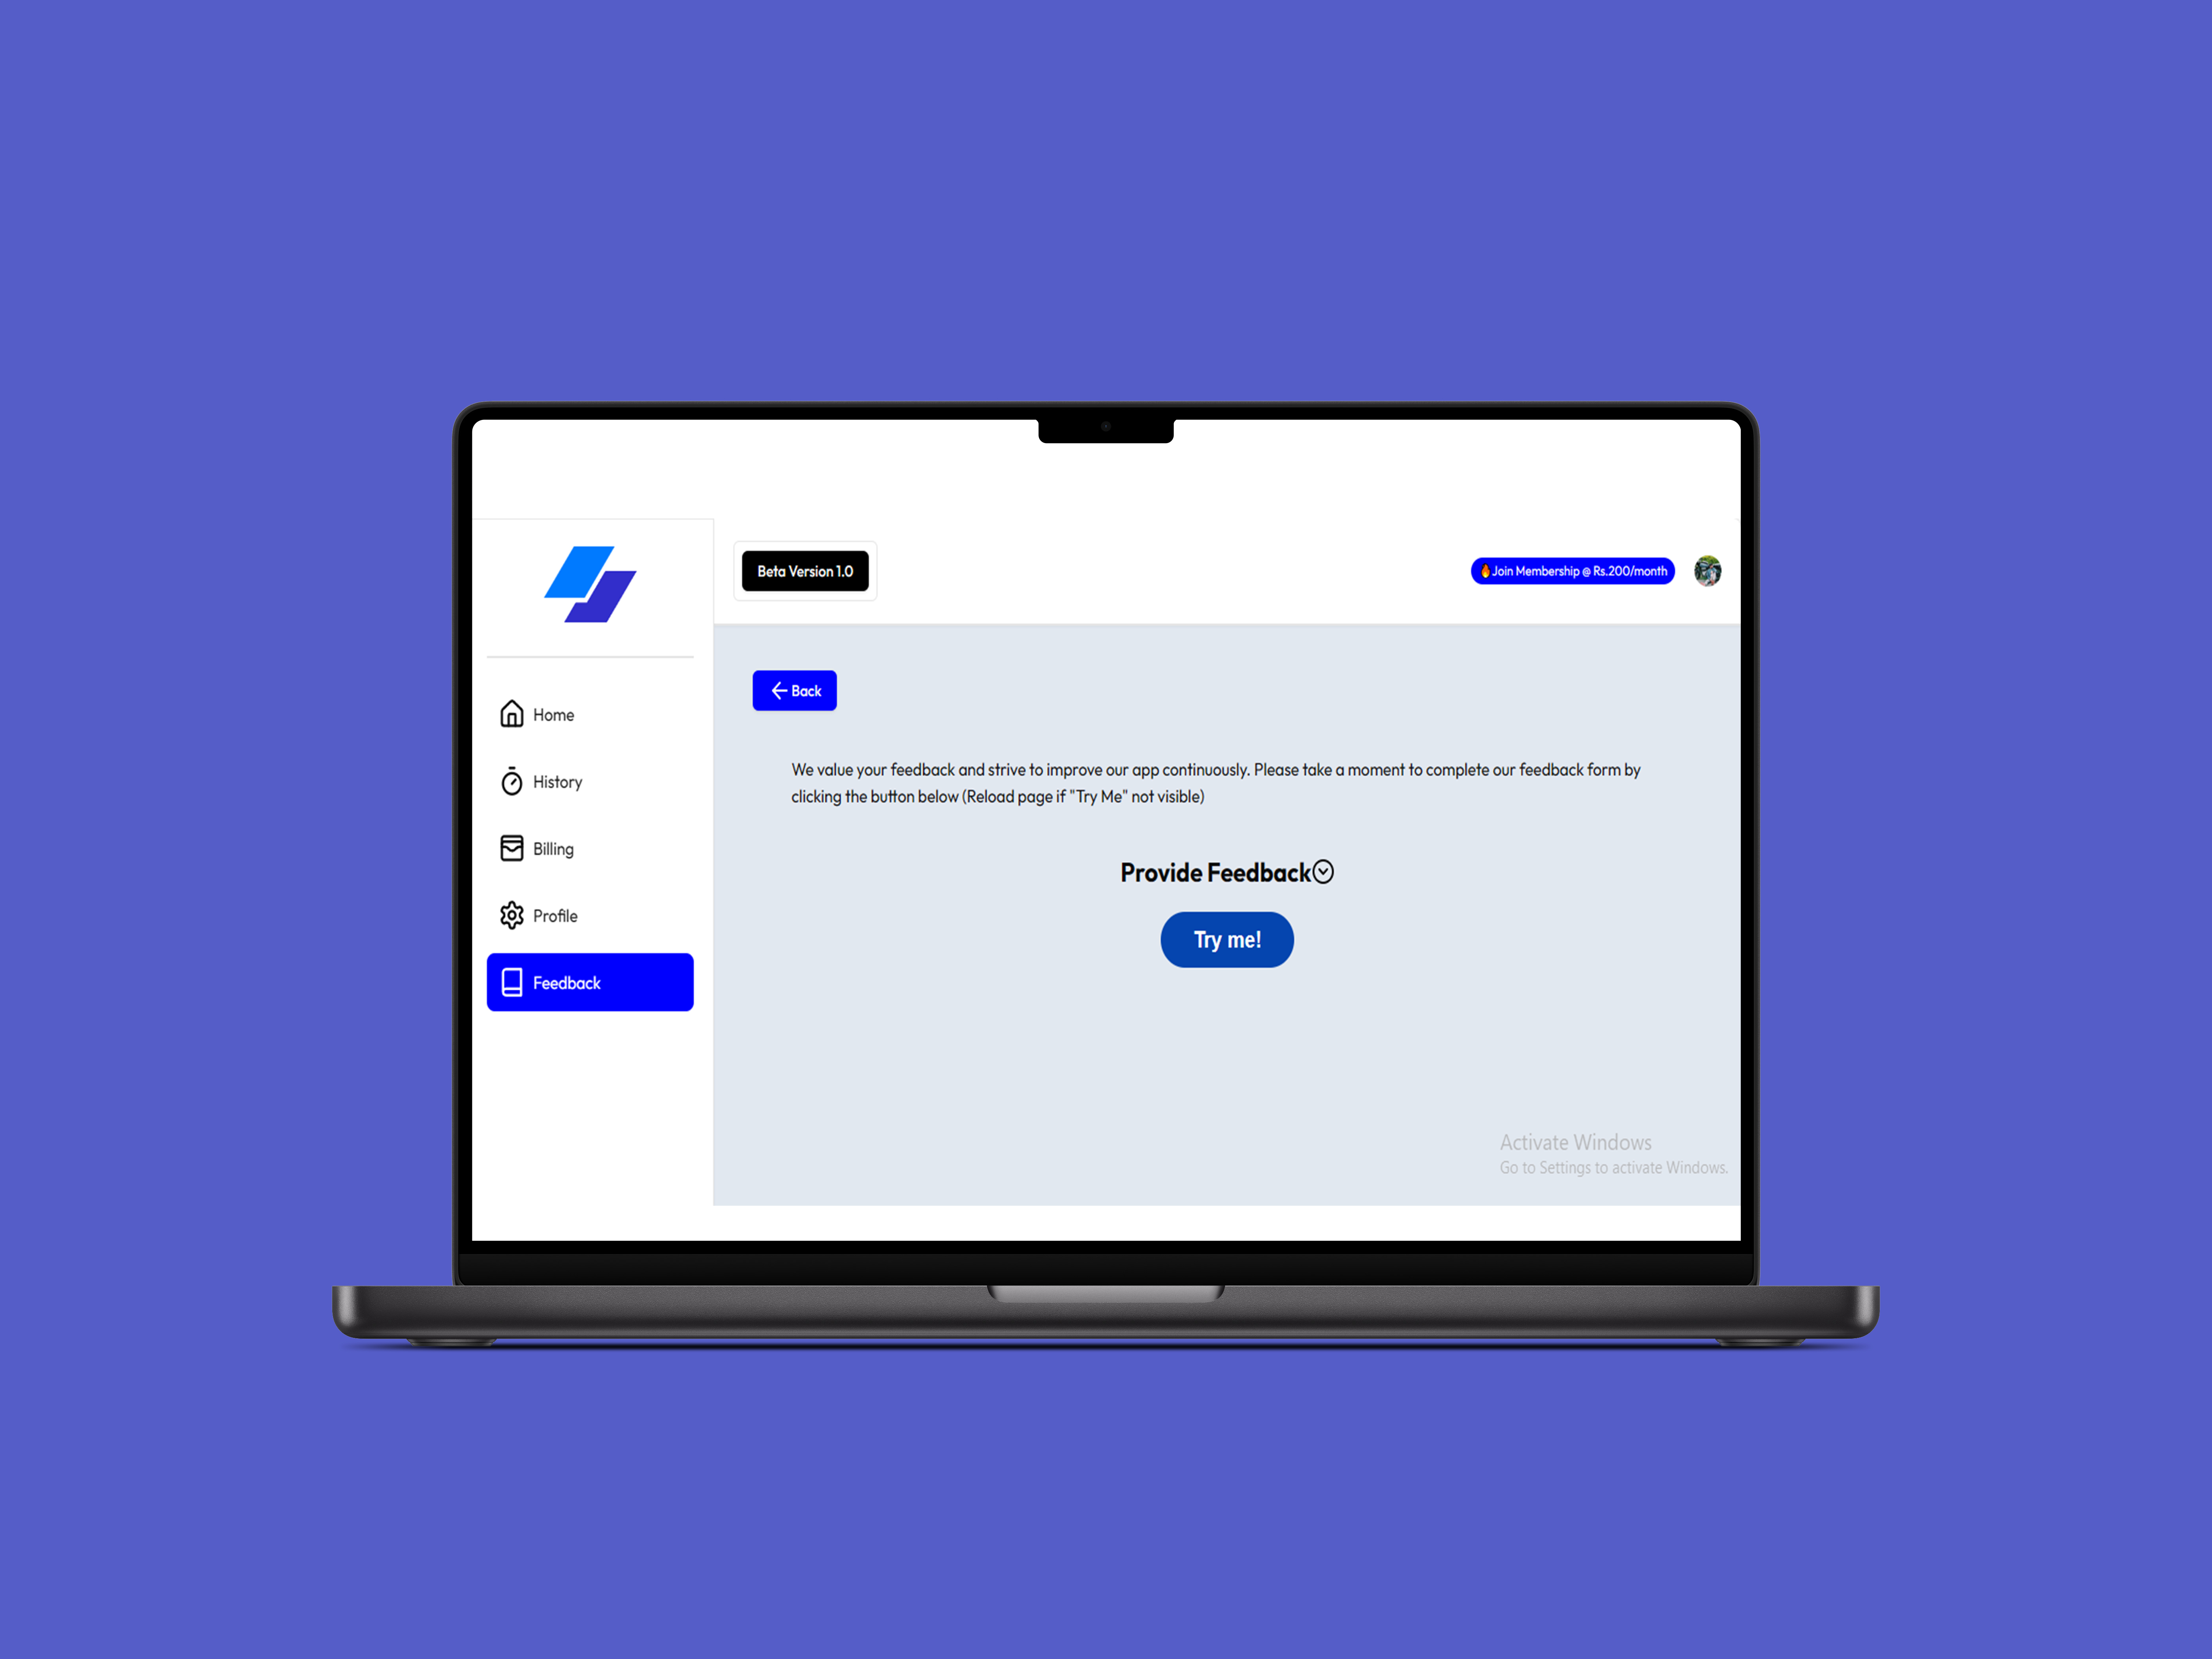 Beta Version 1.0
🔥Join Membership @ Rs.200/month
Home
History
Billing
Profile
Feedback
Back
We value your feedback and strive to improve our app continuously. Please take a moment to complete our feedback form by
clicking the button below (Reload page if "Try Me" not visible)
Provide Feedback
Try me!
Activate Windows
Go to Settings to activate Windows.